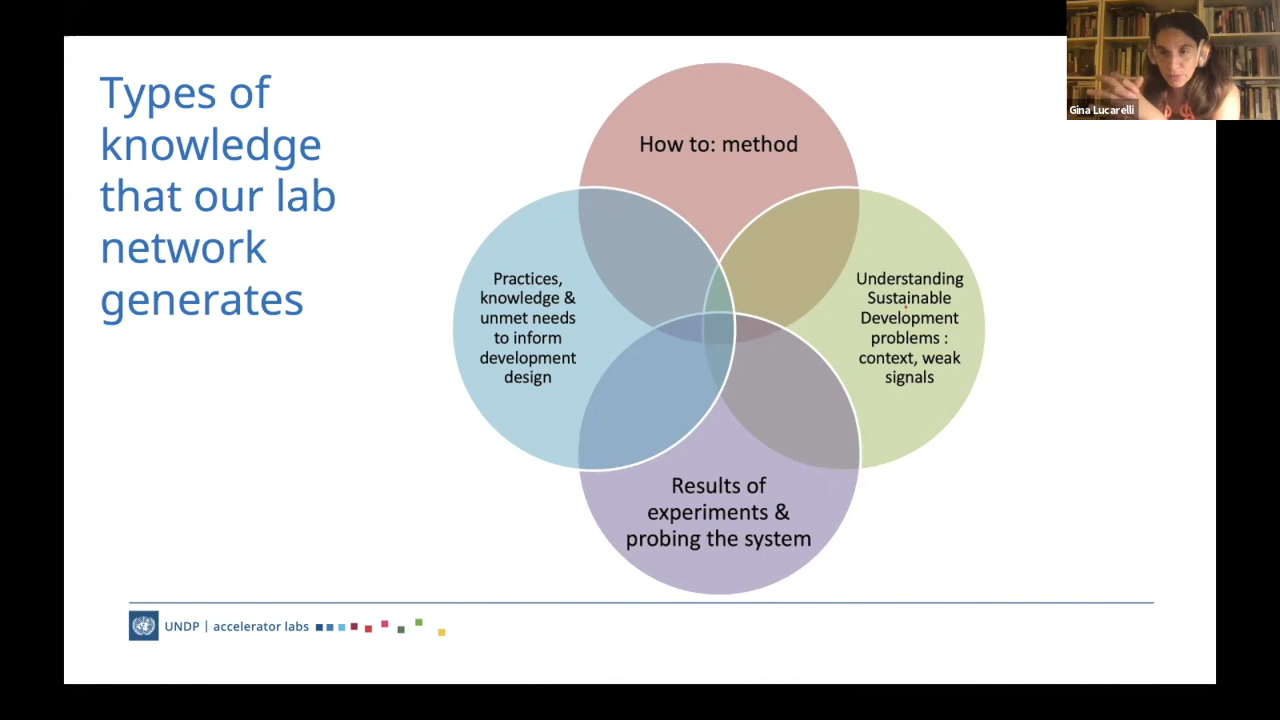 Types of
knowledge
that our lab
network
generates
How to: method
Practices,
knowledge &
unmet needs
to inform
development
design
Understanding
Sustainable
Development
problems :
context, weak
signals
Results of
experiments &
probing the system
UNDP | accelerator labs
Gina Lucarelli